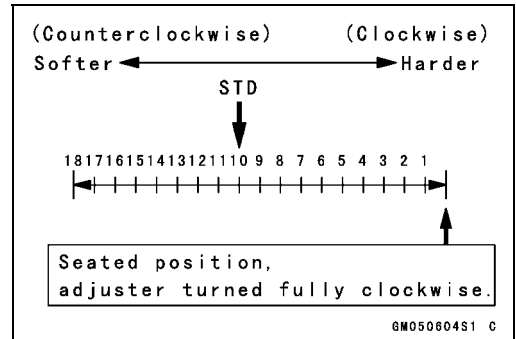 (Counterclockwise) (Clockwise)
Softer Harder
STD
18 17 16 15 14 13 12 11 10 9 8 7 6 5 4 3 2 1
Seated position,
adjuster turned fully clockwise.
GM050604S1 C